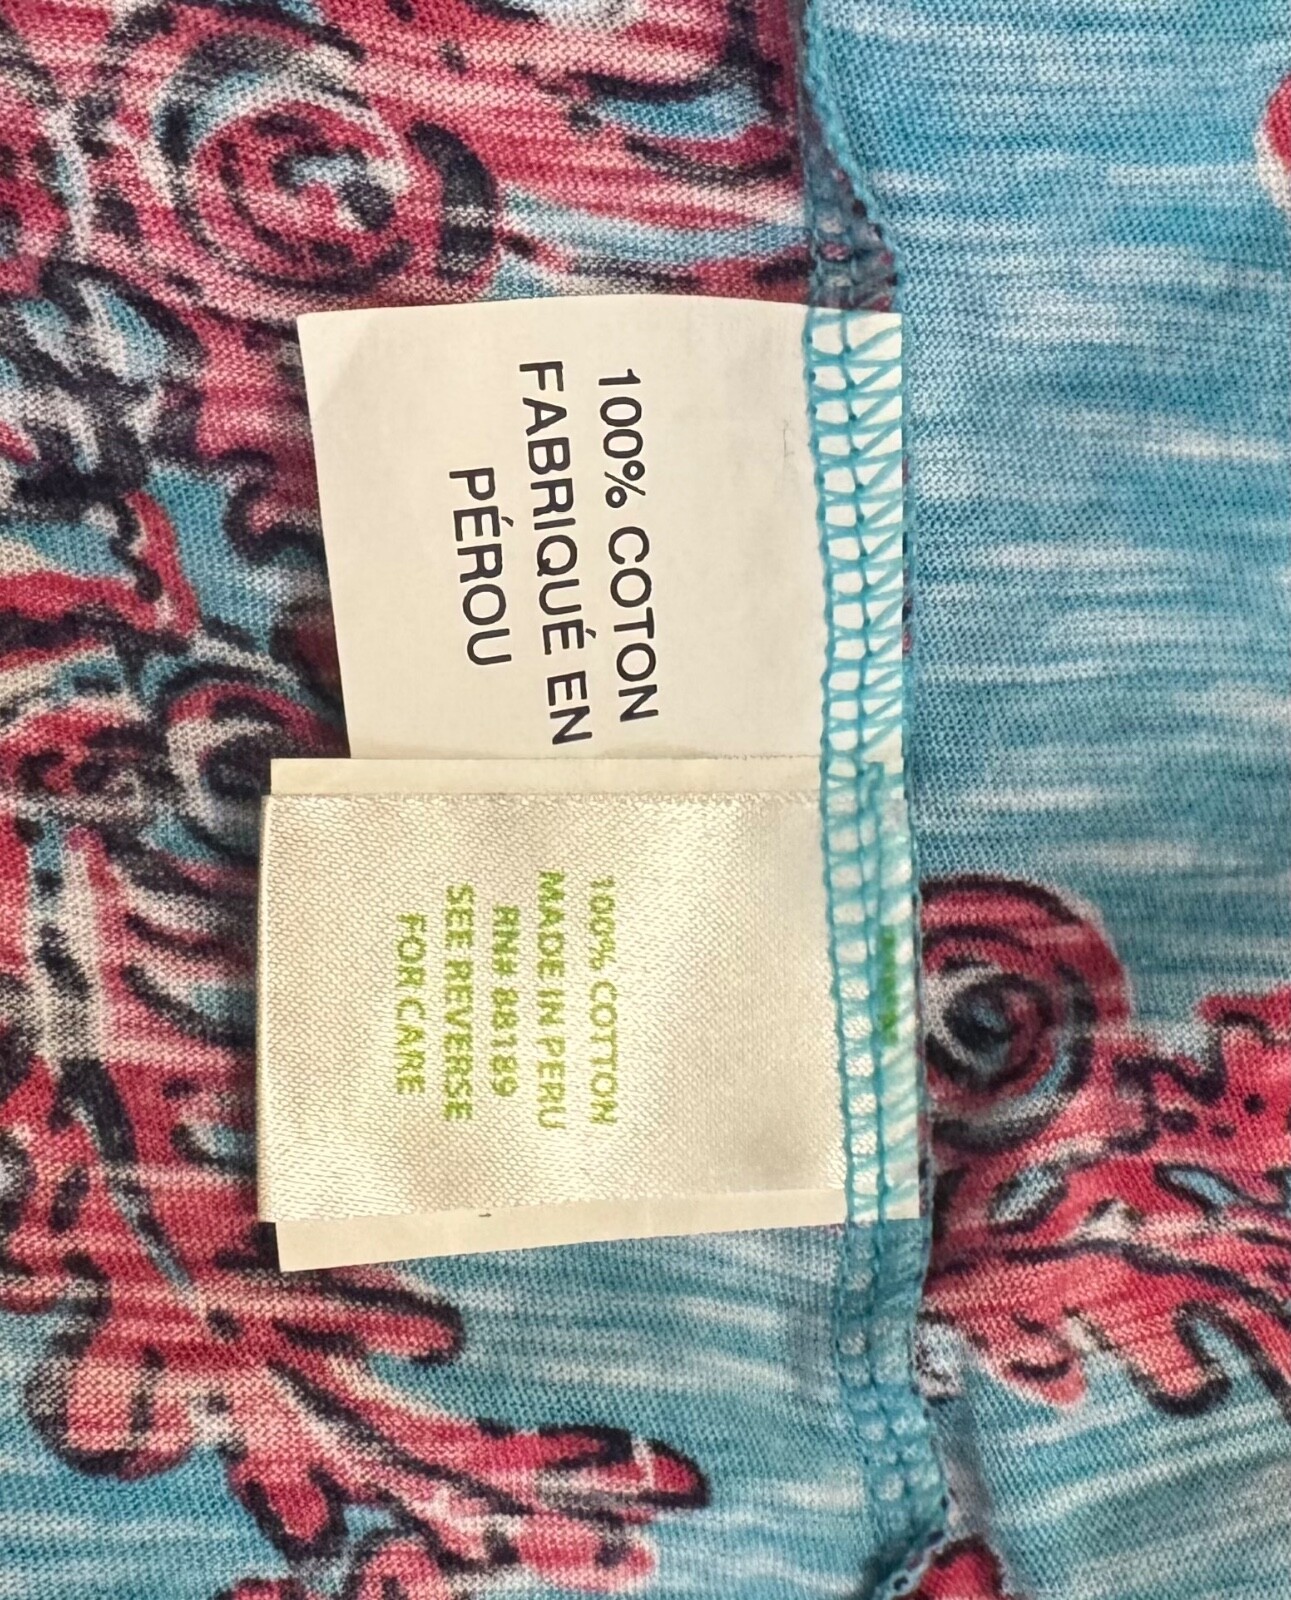 100% COTON
FABRIQUÉ EN
PÉROU
100% COTTON
MADE IN PERU
RN# 88189
SEE REVERSE
FOR CARE